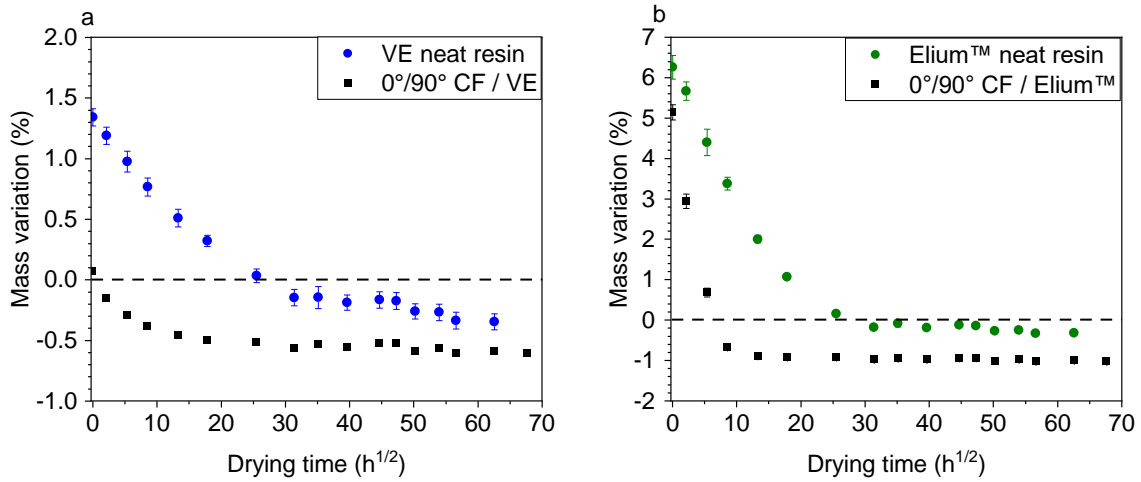 a
2.0
1.5
1.0
0.5
0.0
-0.5
-1.0
Mass variation (%)
VE neat resin
0°/90° CF / VE
0 10 20 30 40 50 60 70
Drying time (h^{1/2})
b
7
6
5
4
3
2
1
0
-1
-2
Mass variation (%)
Elium™ neat resin
0°/90° CF / Elium™
0 10 20 30 40 50 60 70
Drying time (h^{1/2})